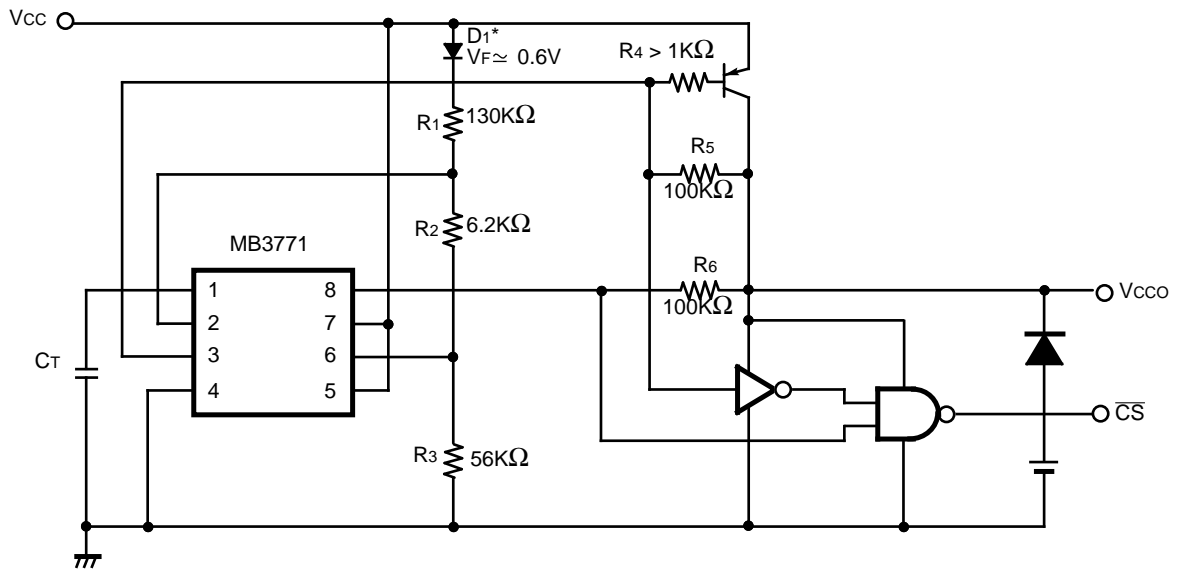 VCC
D1*
VF≃ 0.6V
R4 > 1KΩ
R1 130KΩ
R5
100KΩ
R2 6.2KΩ
MB3771
R6
100KΩ
VCCO
1 8
2 7
3 6
4 5
CT
CS
R3 56KΩ